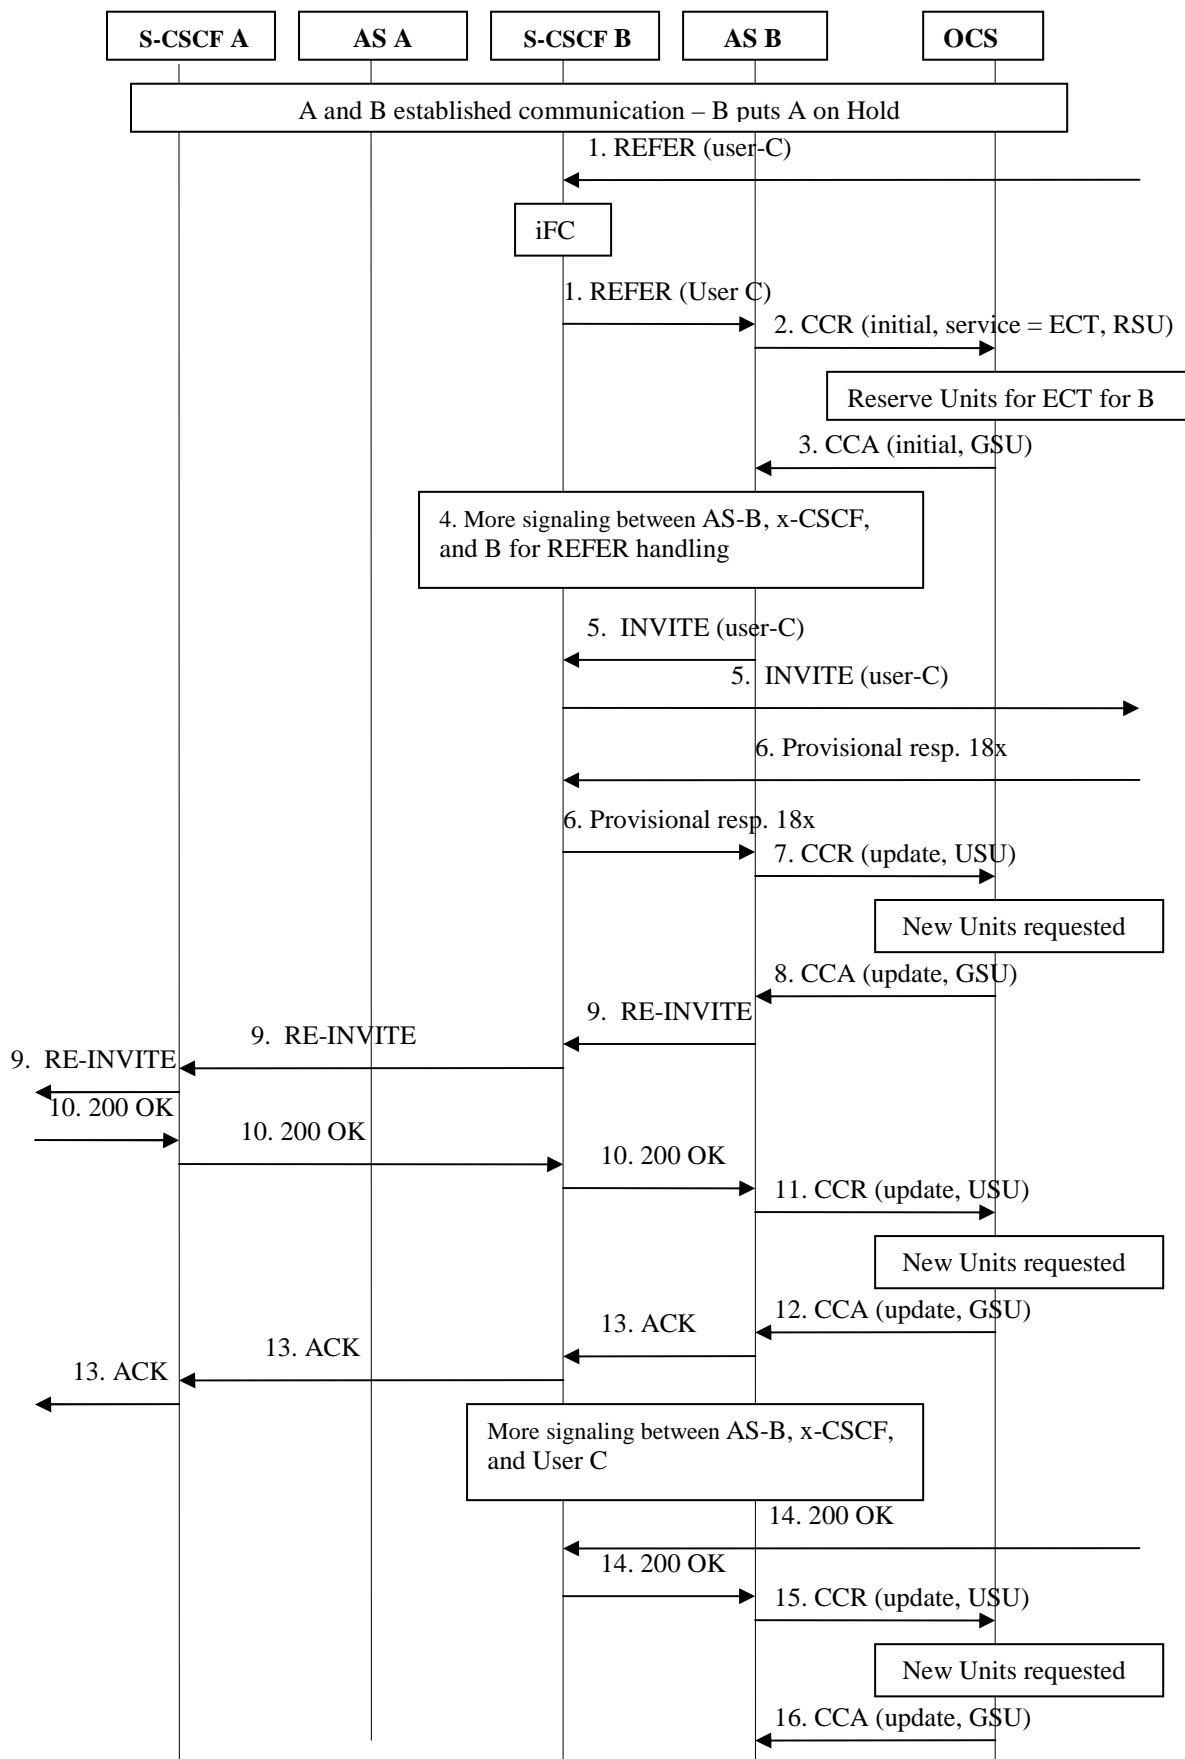 S-CSCF A
AS A
S-CSCF B
AS B
OCS
A and B established communication – B puts A on Hold
1. REFER (user-C)
iFC
1. REFER (User C)
2. CCR (initial, service = ECT, RSU)
Reserve Units for ECT for B
3. CCA (initial, GSU)
4. More signaling between AS-B, x-CSCF,
and B for REFER handling
5. INVITE (user-C)
5. INVITE (user-C)
6. Provisional resp. 18x
6. Provisional resp. 18x
7. CCR (update, USU)
New Units requested
8. CCA (update, GSU)
9. RE-INVITE
9. RE-INVITE
9. RE-INVITE
10. 200 OK
10. 200 OK
10. 200 OK
11. CCR (update, USU)
New Units requested
12. CCA (update, GSU)
13. ACK
13. ACK
13. ACK
More signaling between AS-B, x-CSCF,
and User C
14. 200 OK
14. 200 OK
15. CCR (update, USU)
New Units requested
16. CCA (update, GSU)